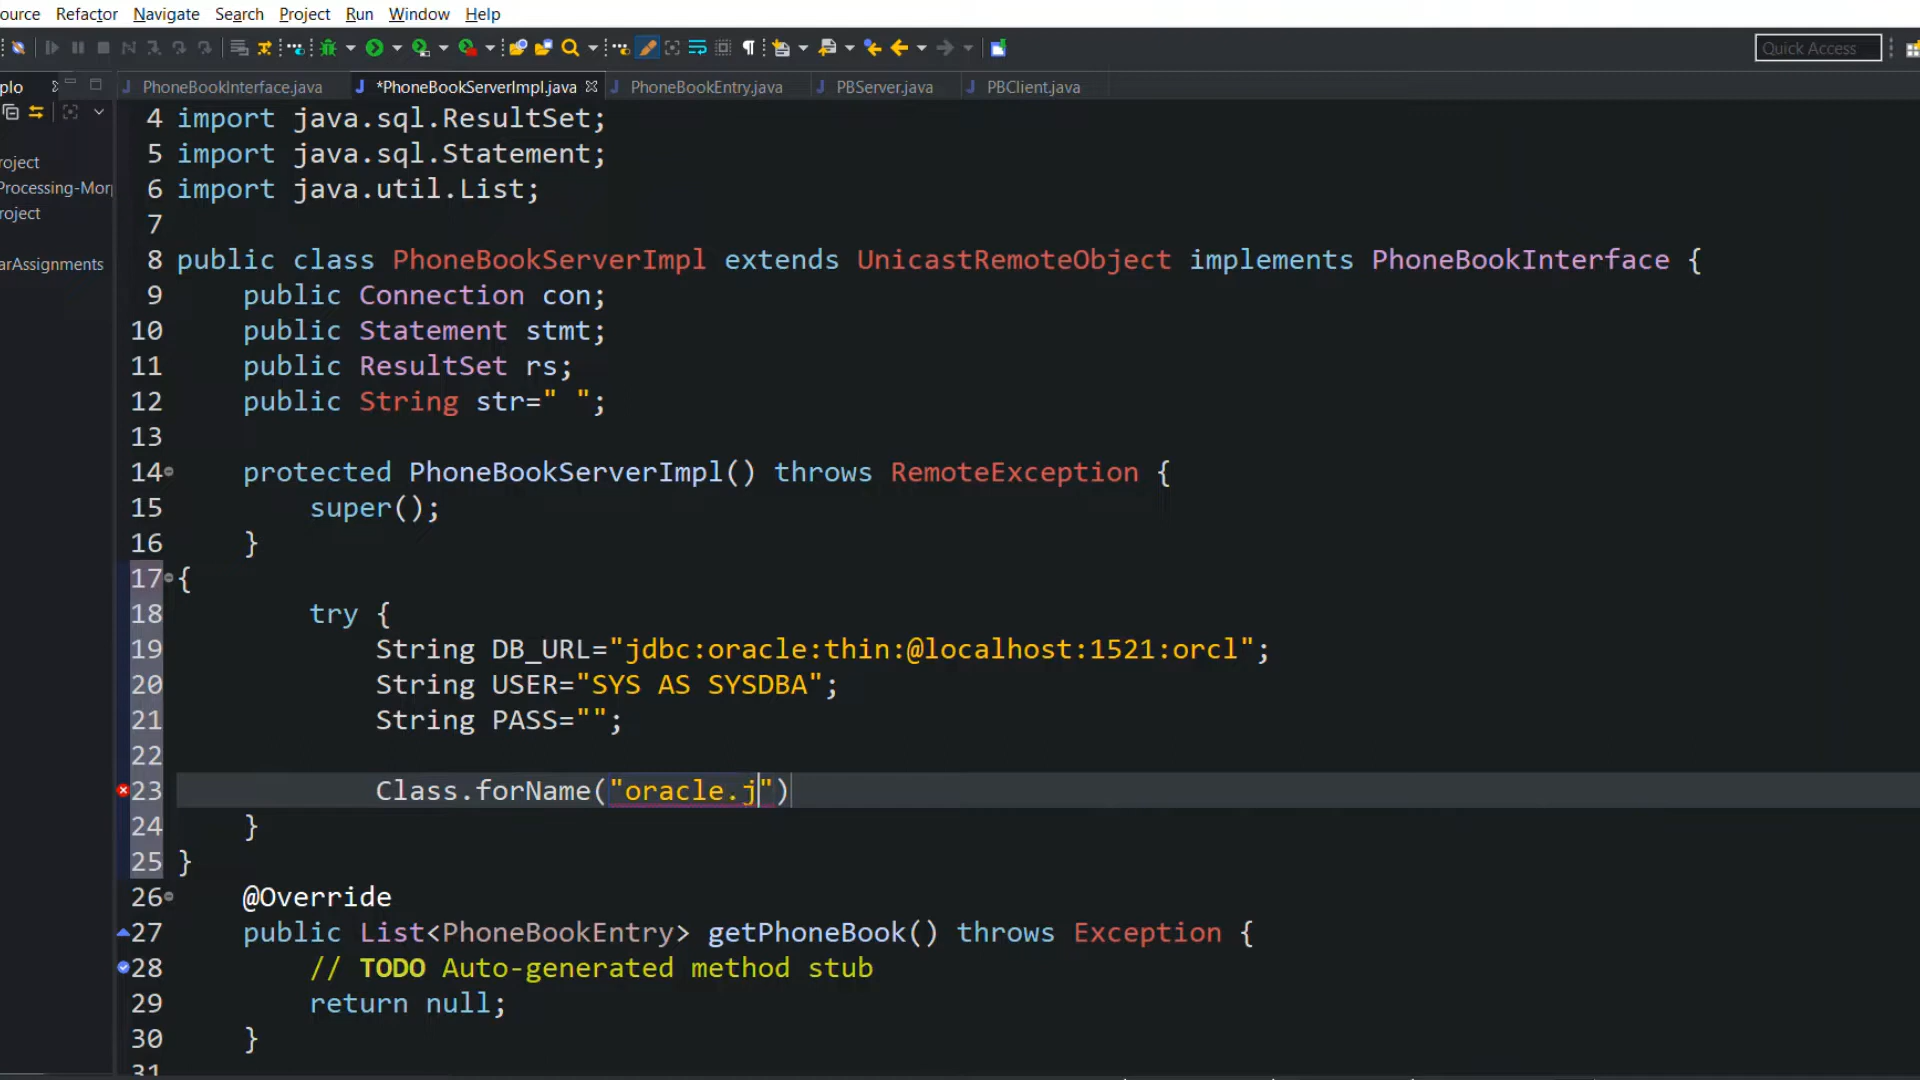 ource Refactor Navigate Search Project Run Window Help
Quick Access
plo
PhoneBookInterface.java *PhoneBookServerImpl.java PhoneBookEntry.java PBServer.java PBClient.java
roject
Processing-Mor
roject
arAssignments
4 import java.sql.ResultSet;
5 import java.sql.Statement;
6 import java.util.List;
7
8 public class PhoneBookServerImpl extends UnicastRemoteObject implements PhoneBookInterface {
9 public Connection con;
10 public Statement stmt;
11 public ResultSet rs;
12 public String str=" ";
13
14 protected PhoneBookServerImpl() throws RemoteException {
15 super();
16 }
17 {
18 try {
19 String DB_URL="jdbc:oracle:thin:@localhost:1521:orcl";
20 String USER="SYS AS SYSDBA";
21 String PASS="";
22
23 Class.forName("oracle.j")
24 }
25 }
26 @Override
27 public List<PhoneBookEntry> getPhoneBook() throws Exception {
28 // TODO Auto-generated method stub
29 return null;
30 }
31